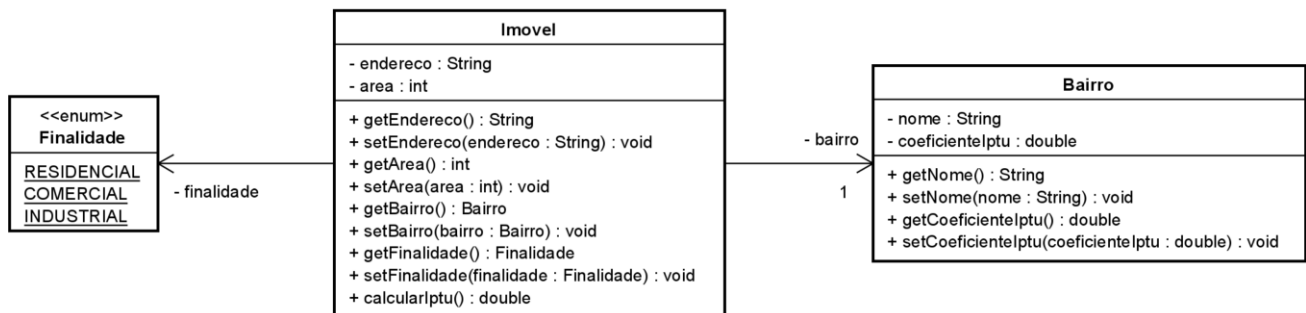 <<enum>>
Finalidade
RESIDENCIAL
COMERCIAL
INDUSTRIAL
- finalidade
Imovel
- endereco : String
- area : int
+ getEndereco() : String
+ setEndereco(endereco : String) : void
+ getArea() : int
+ setArea(area : int) : void
+ getBairro() : Bairro
+ setBairro(bairro : Bairro) : void
+ getFinalidade() : Finalidade
+ setFinalidade(finalidade : Finalidade) : void
+ calcularIptu() : double
- bairro
1
Bairro
- nome : String
- coeficienteIptu : double
+ getNome() : String
+ setNome(nome : String) : void
+ getCoeficienteIptu() : double
+ setCoeficienteIptu(coeficienteIptu : double) : void